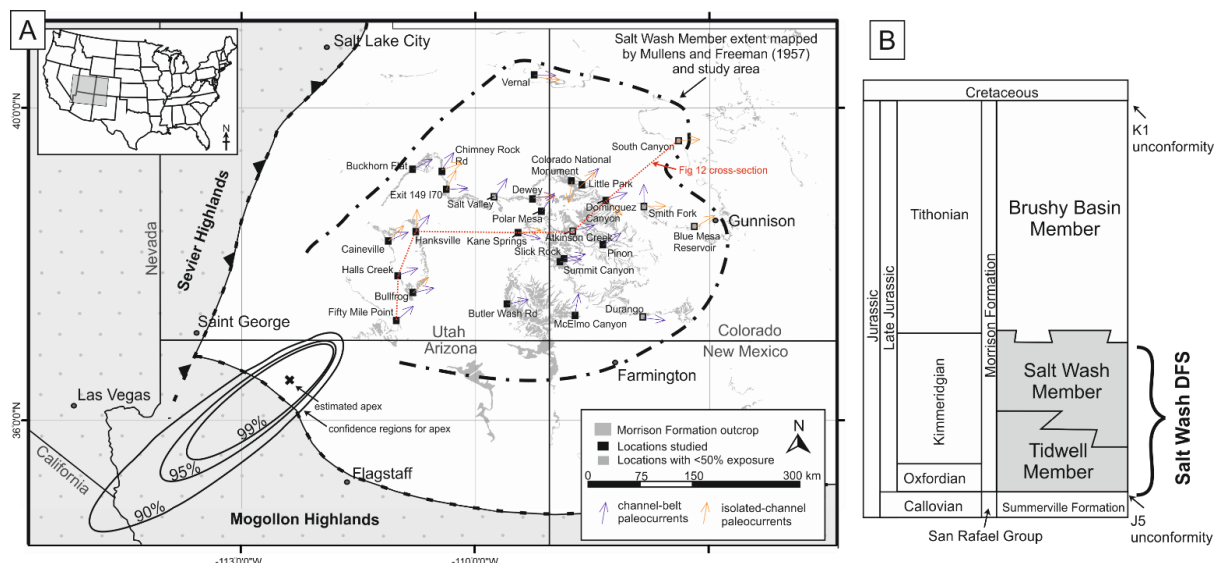 A
Salt Lake City
Salt Wash Member extent mapped
by Mullens and Freeman (1957)
and study area
N
40°0'0"N
36°0'0"N
-113°0'0"W
-110°0'0"W
Vernal
South Canyon
Fig 12 cross-section
Chimney Rock
Rd
Buckhorn Flat
Colorado National
Monument
Little Park
Exit 149 I70
Dewey
Salt Valley
Dominguez
Canyon
Smith Fork
Gunnison
Polar Mesa
Blue Mesa
Reservoir
Caineville
Hanksville
Kane Springs
Atkinson Creek
Slick Rock
Pinon
Summit Canyon
Halls Creek
Bullfrog
Fifty Mile Point
Butler Wash Rd
McElmo Canyon
Durango
Nevada
Sevier Highlands
Saint George
Utah
Arizona
Colorado
New Mexico
Farmington
Las Vegas
California
estimated apex
confidence regions for apex
99%
95%
90%
Flagstaff
Mogollon Highlands
Morrison Formation outcrop
Locations studied
Locations with <50% exposure
N
0 75 150 300 km
channel-belt
paleocurrents
isolated-channel
paleocurrents
B
Cretaceous
K1
unconformity
Jurassic
Late Jurassic
Tithonian
Morrison Formation
Brushy Basin
Member
Kimmeridgian
Salt Wash
Member
Tidwell
Member
Salt Wash DFS
Oxfordian
Callovian
Summerville Formation
San Rafael Group
J5
unconformity